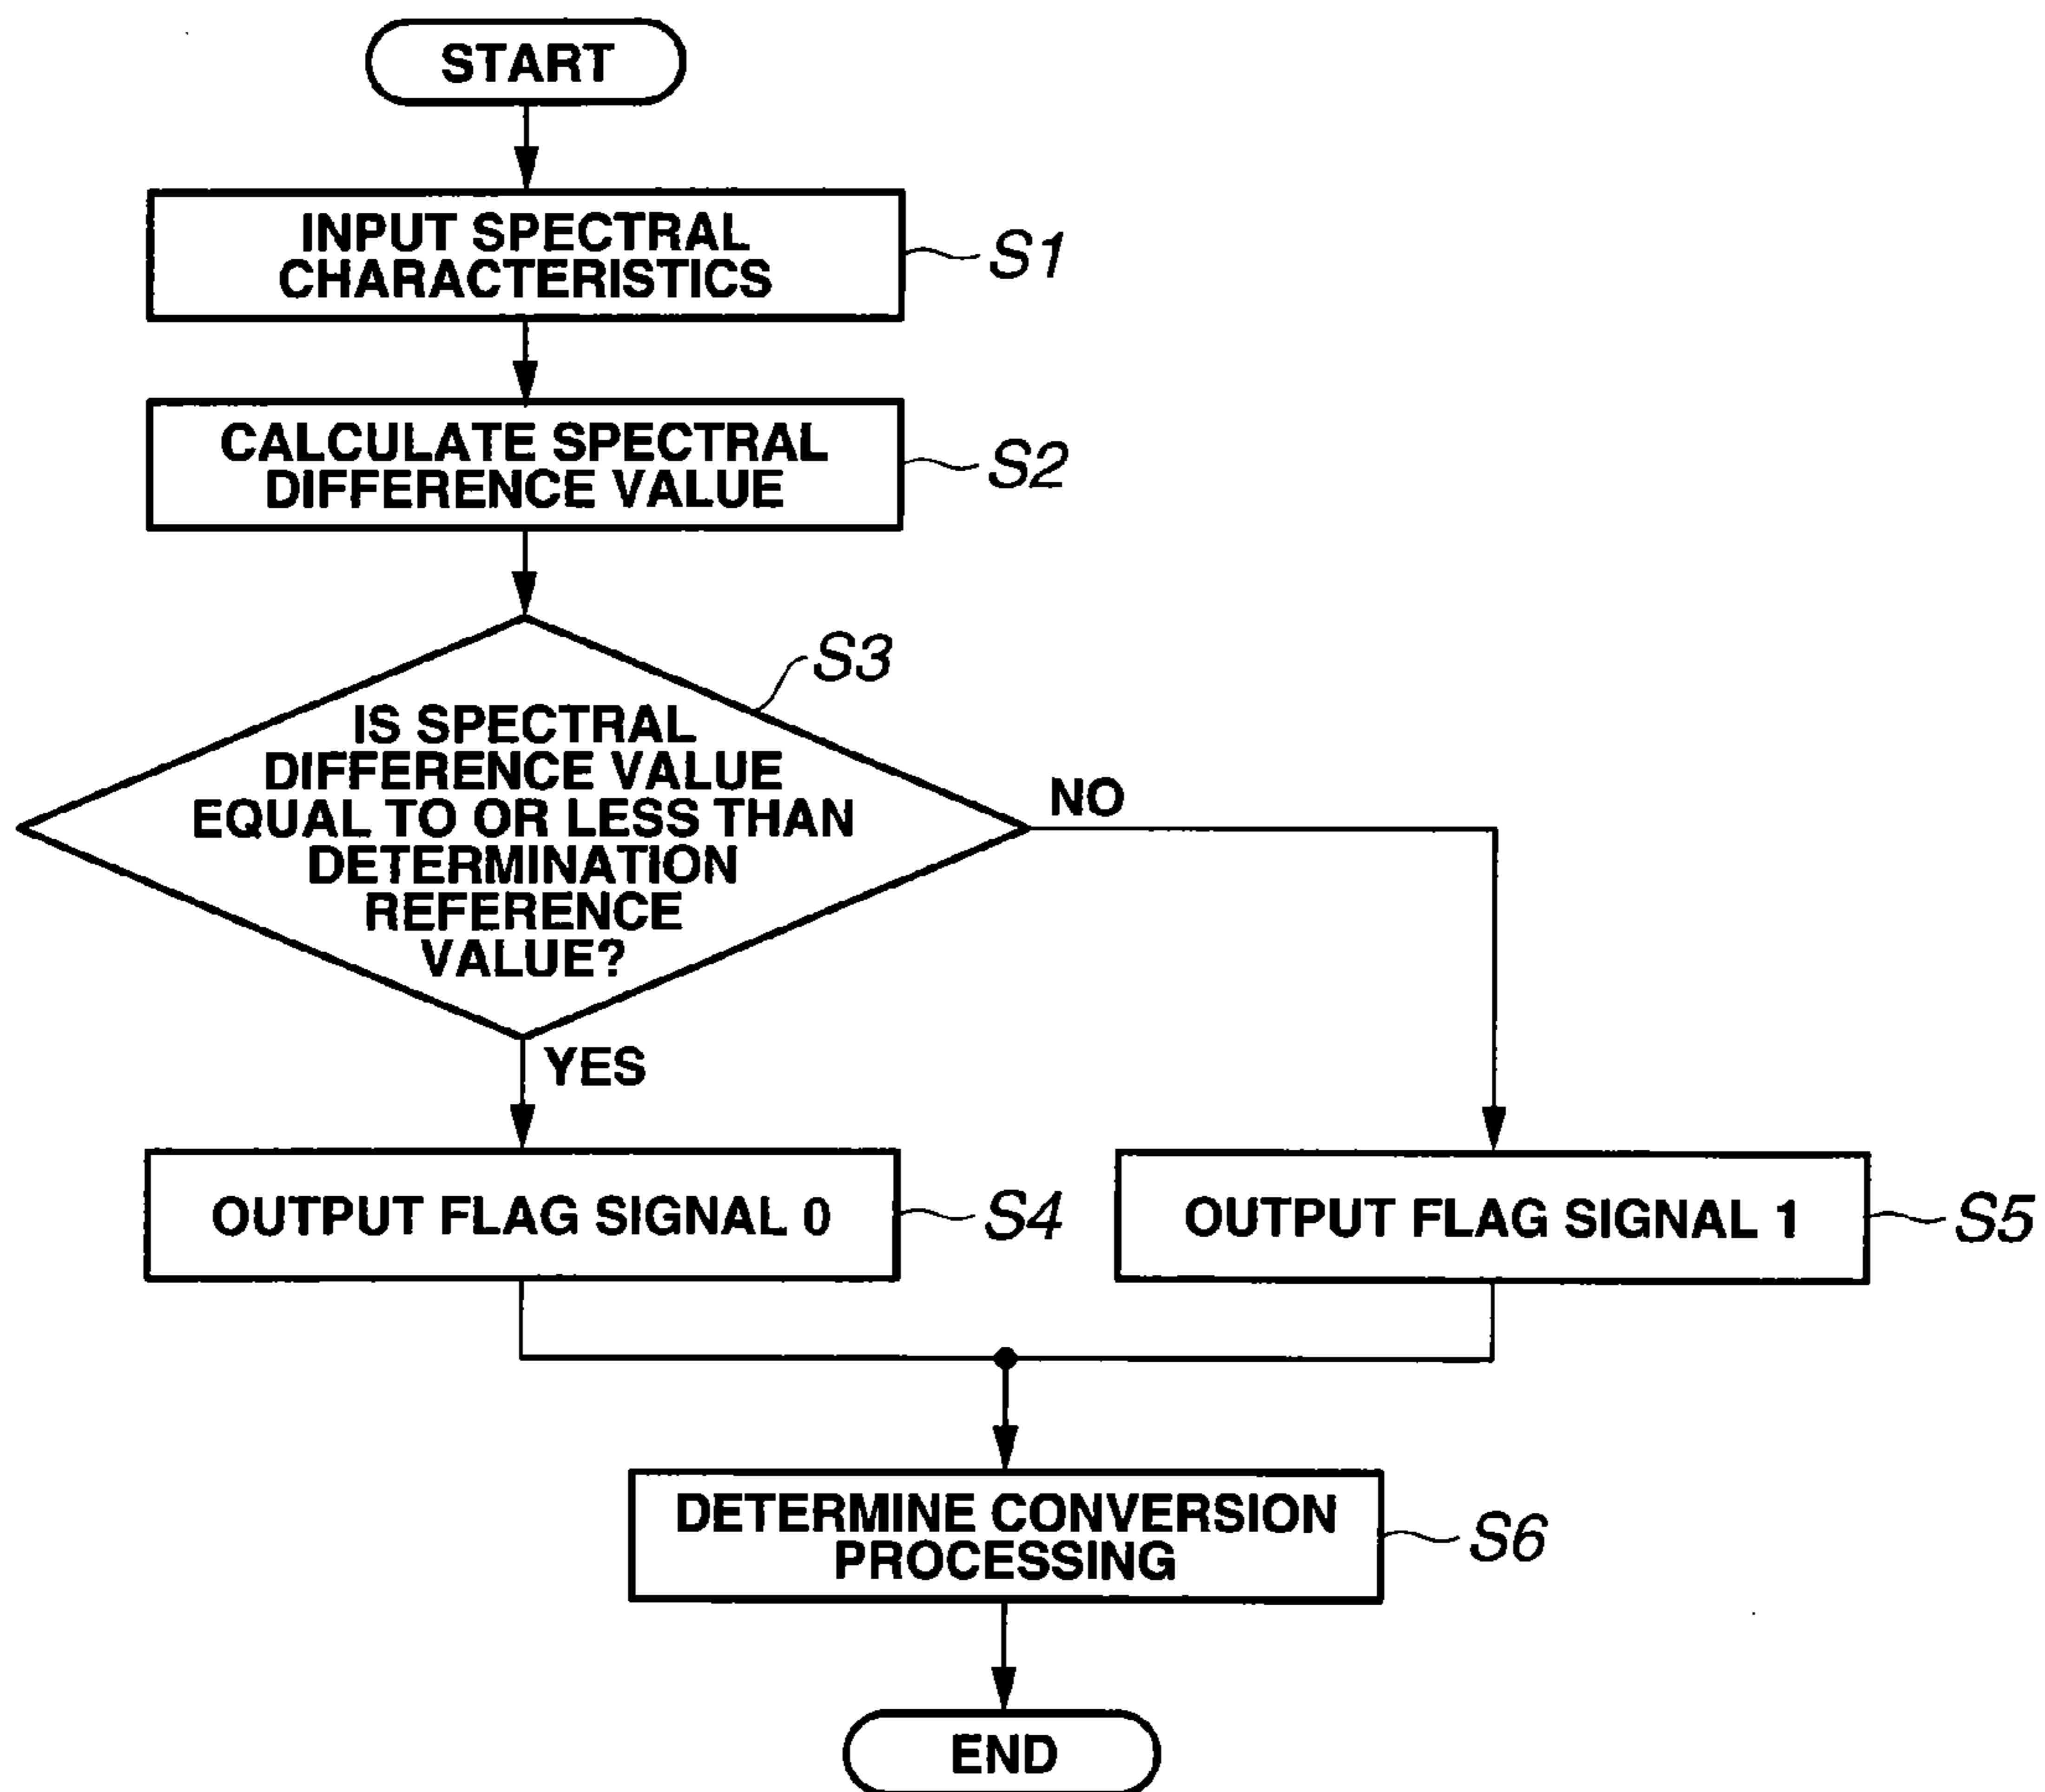 START
INPUT SPECTRAL
CHARACTERISTICS
S1
CALCULATE SPECTRAL
DIFFERENCE VALUE
S2
S3
IS SPECTRAL
DIFFERENCE VALUE
EQUAL TO OR LESS THAN
DETERMINATION
REFERENCE
VALUE?
NO
YES
OUTPUT FLAG SIGNAL 0
S4
OUTPUT FLAG SIGNAL 1
S5
DETERMINE CONVERSION
PROCESSING
S6
END